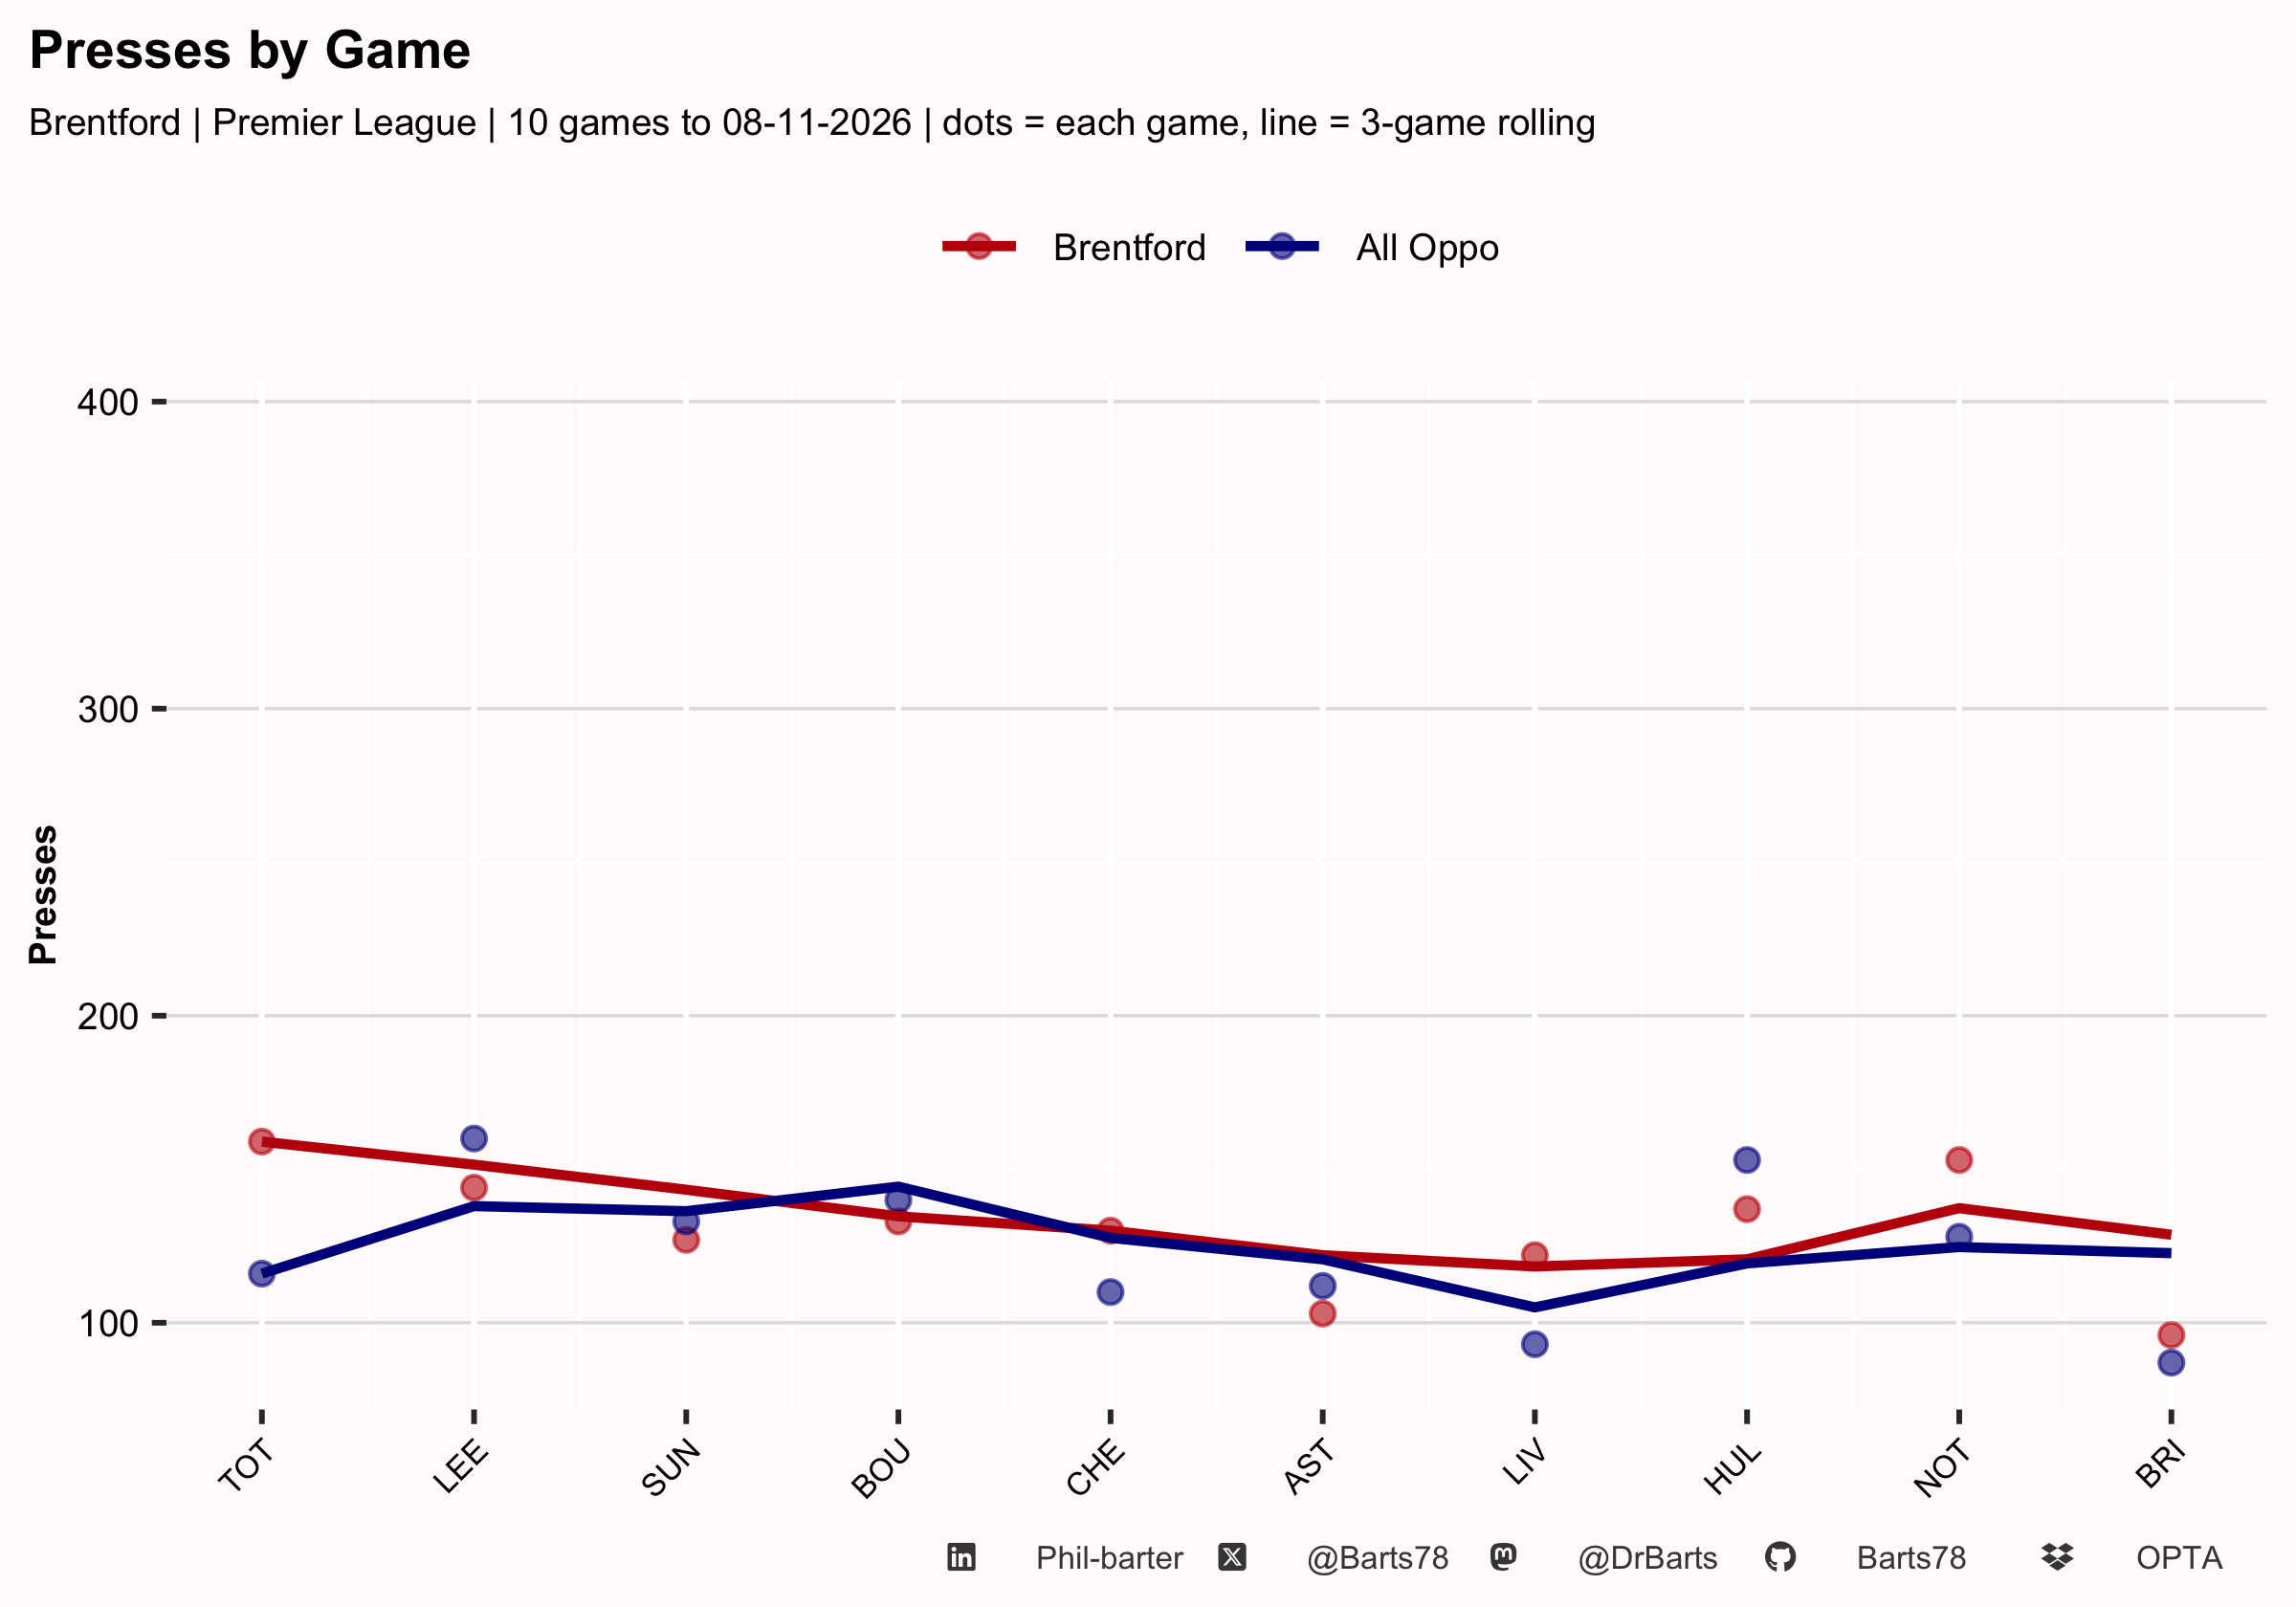 Presses by Game
Brentford | Premier League | 10 games to 08-11-2026 | dots = each game, line = 3-game rolling
Brentford All Oppo
400
300
200
100
Presses
TOT LEE SUN BOU CHE AST LIV HUL NOT BRI
Phil-barter @Barts78 @DrBarts Barts78 OPTA